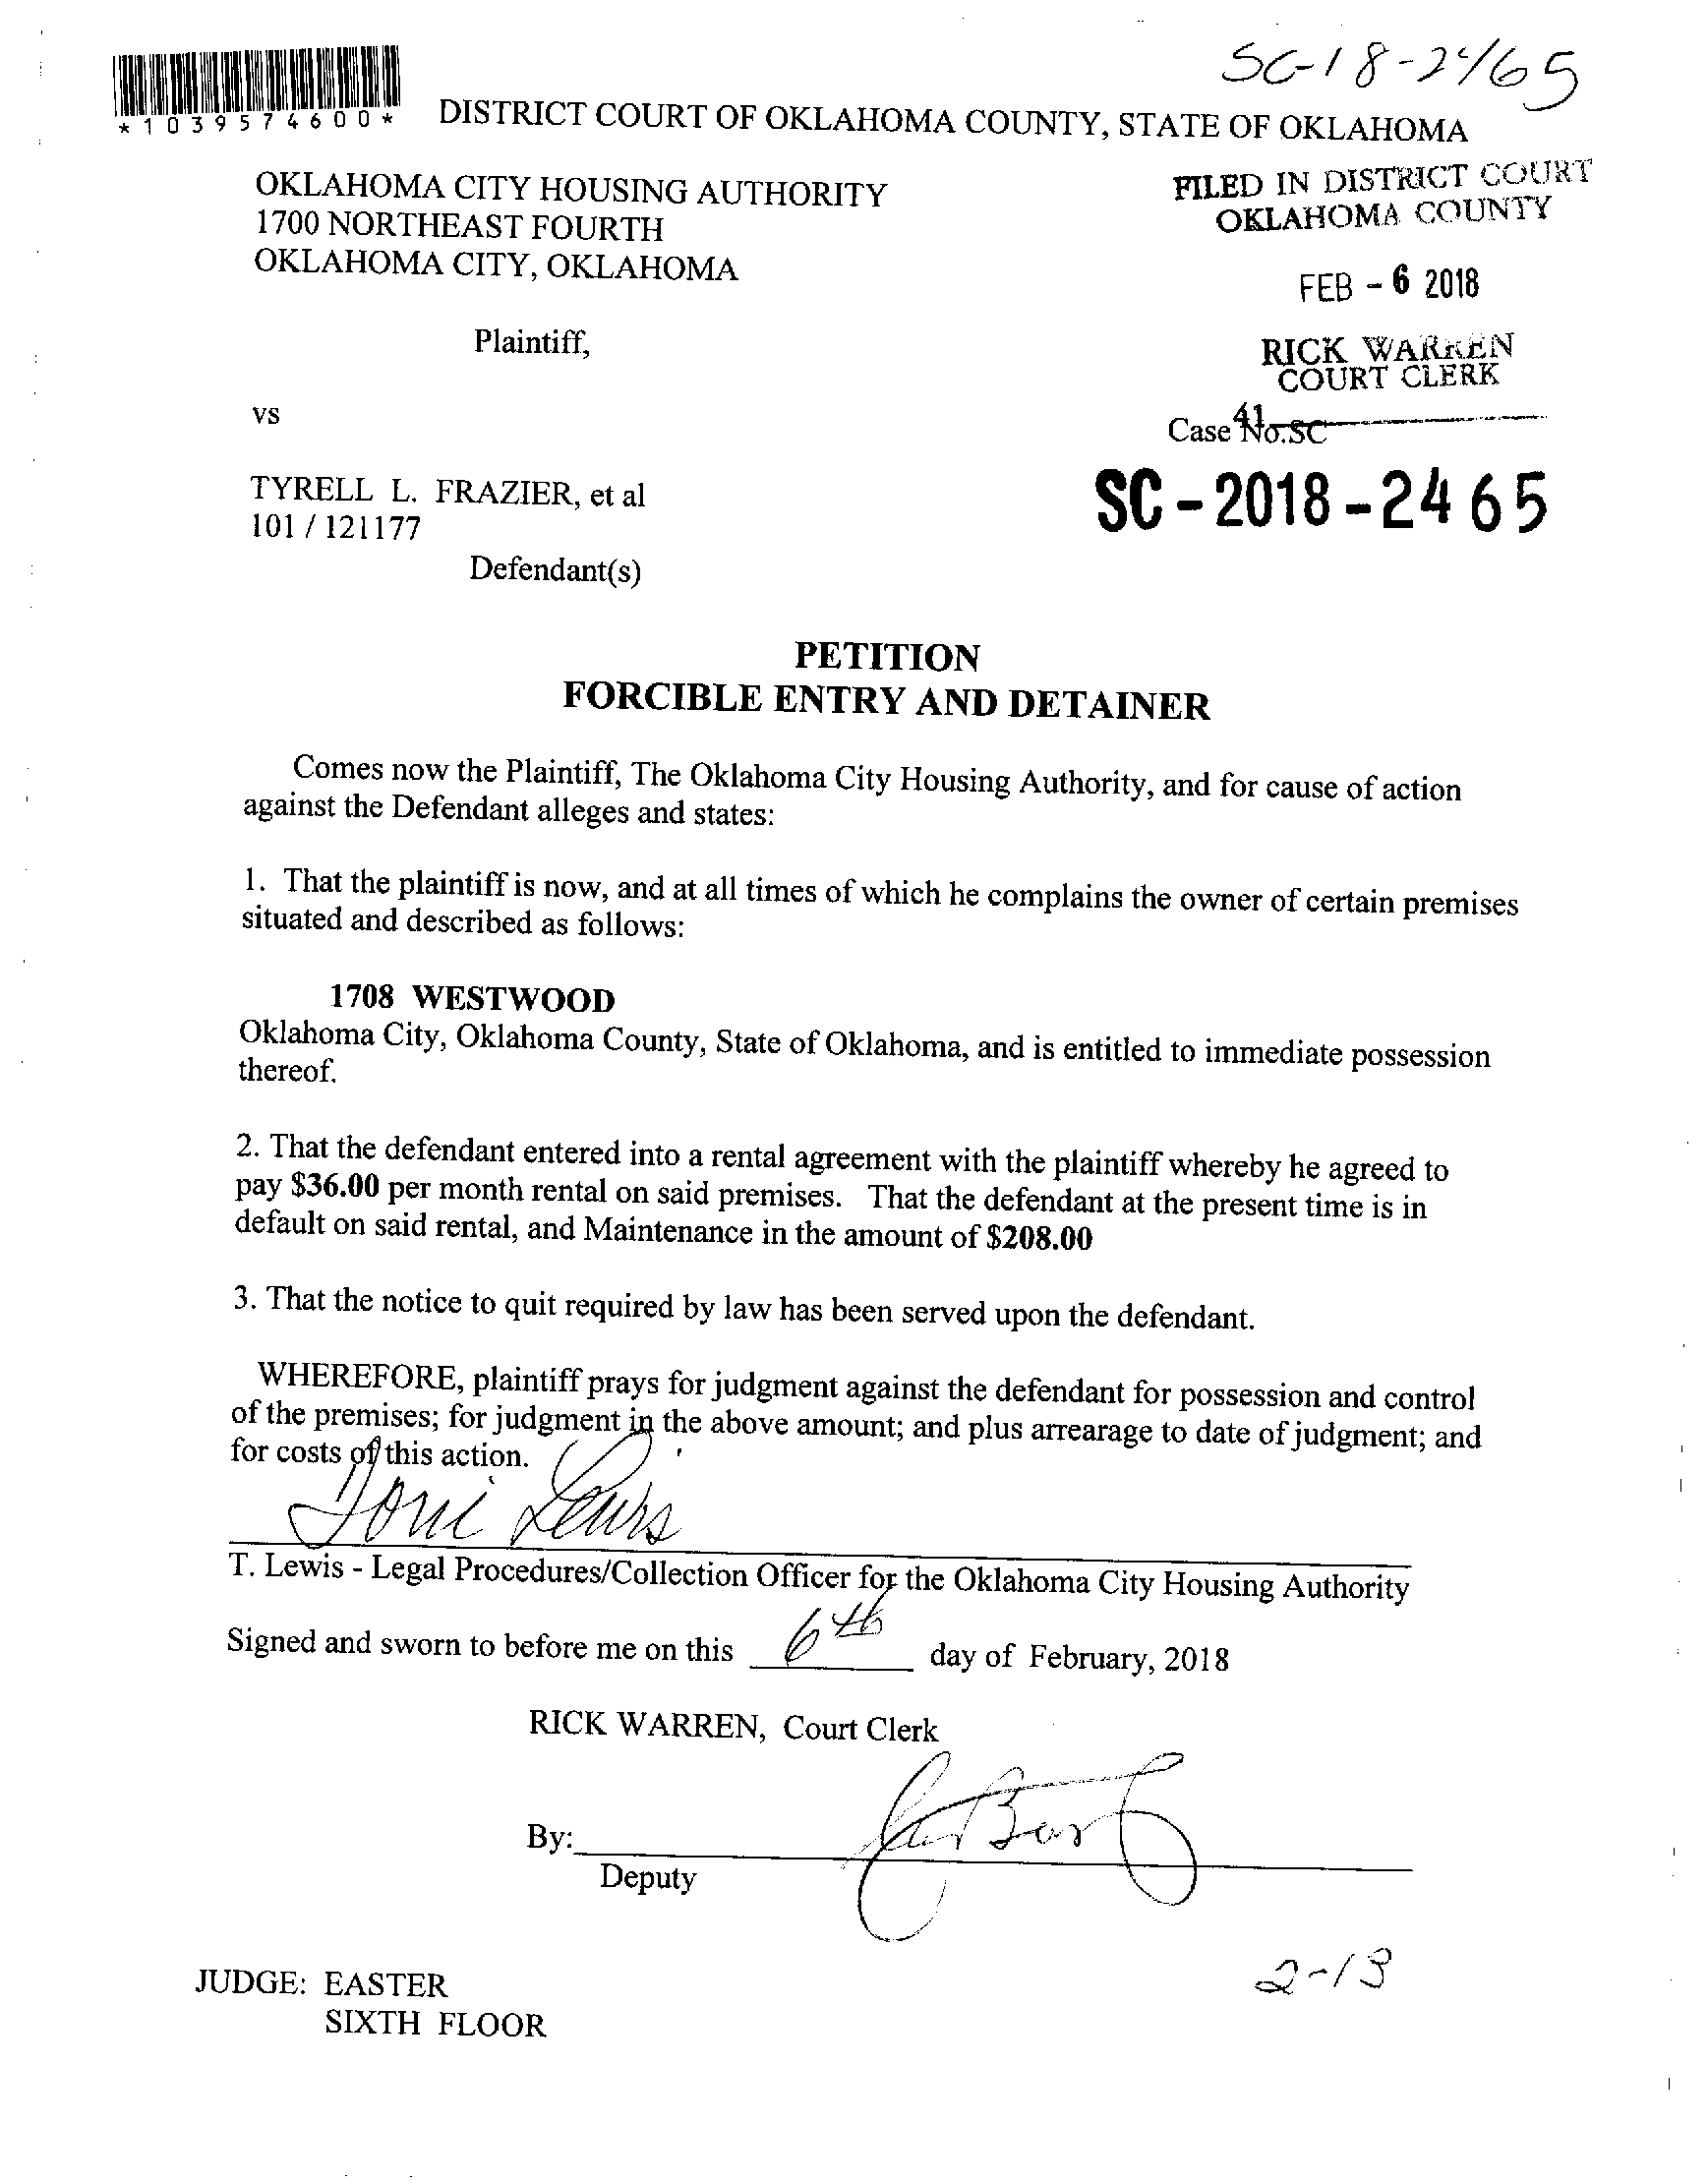 SC-18-2465
*1039574600*
DISTRICT COURT OF OKLAHOMA COUNTY, STATE OF OKLAHOMA
OKLAHOMA CITY HOUSING AUTHORITY
1700 NORTHEAST FOURTH
OKLAHOMA CITY, OKLAHOMA
Plaintiff,
FILED IN DISTRICT COURT
OKLAHOMA COUNTY
FEB - 6 2018
RICK WARREN
COURT CLERK
41
vs
Case No.SC
SC-2018-2465
TYRELL L. FRAZIER, et al
101 / 121177
Defendant(s)
PETITION
FORCIBLE ENTRY AND DETAINER
Comes now the Plaintiff, The Oklahoma City Housing Authority, and for cause of action
against the Defendant alleges and states:
1. That the plaintiff is now, and at all times of which he complains the owner of certain premises
situated and described as follows:
1708 WESTWOOD
Oklahoma City, Oklahoma County, State of Oklahoma, and is entitled to immediate possession
thereof.
2. That the defendant entered into a rental agreement with the plaintiff whereby he agreed to
pay $36.00 per month rental on said premises. That the defendant at the present time is in
default on said rental, and Maintenance in the amount of $208.00
3. That the notice to quit required by law has been served upon the defendant.
WHEREFORE, plaintiff prays for judgment against the defendant for possession and control
of the premises; for judgment in the above amount; and plus arrearage to date of judgment; and
for costs of this action.
Toni Lewis
T. Lewis - Legal Procedures/Collection Officer for the Oklahoma City Housing Authority
Signed and sworn to before me on this 6th day of February, 2018
RICK WARREN, Court Clerk
By:
Deputy
2-13
JUDGE: EASTER
SIXTH FLOOR